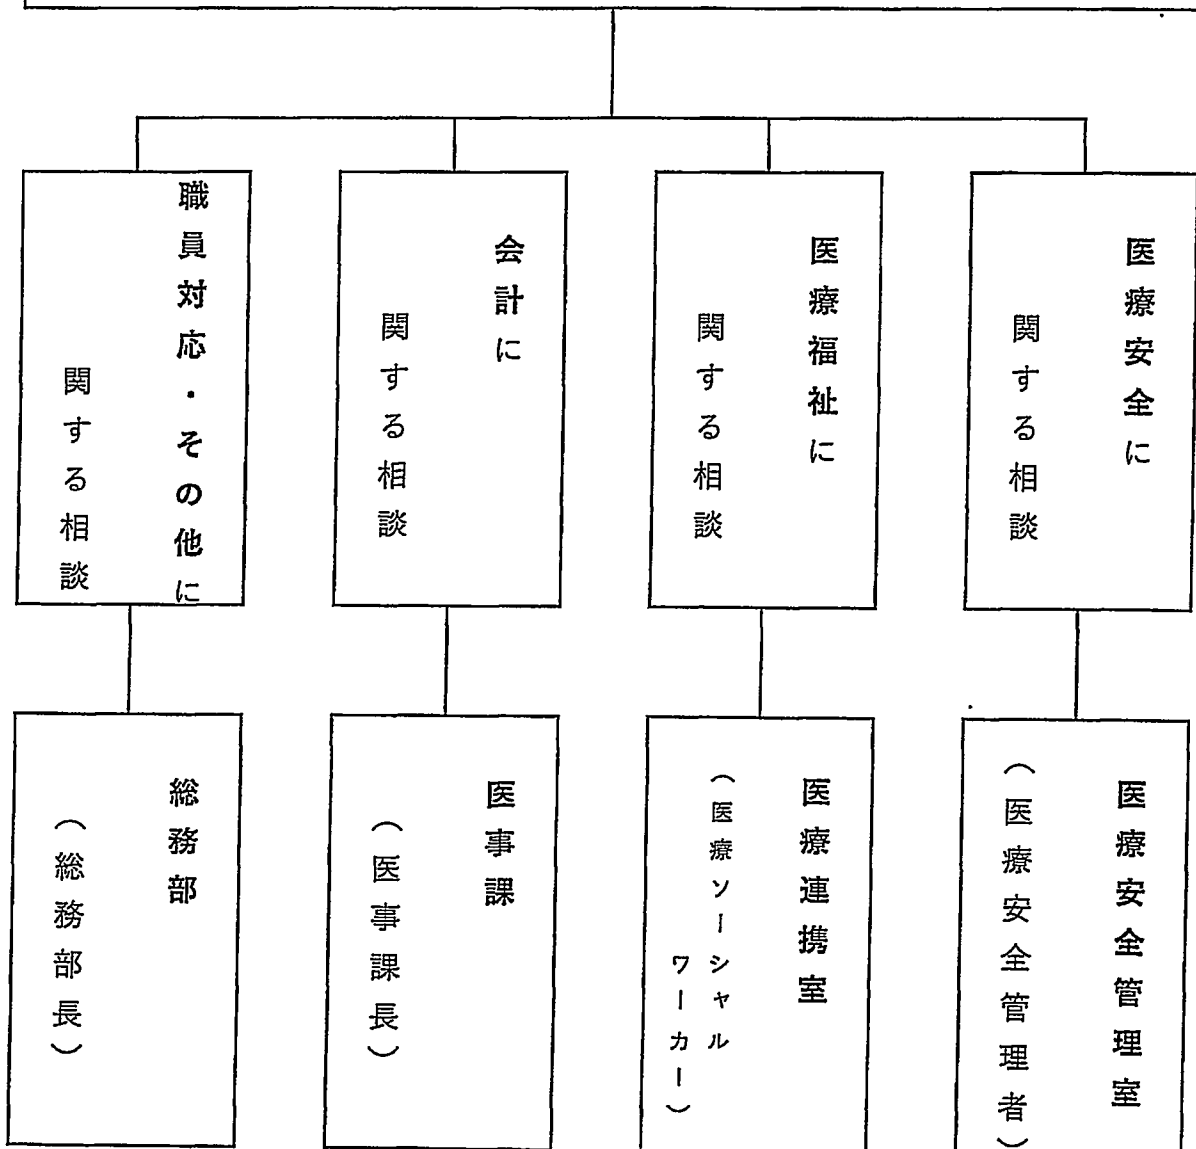 医療安全に
関する相談
医療福祉に
関する相談
会計に
関する相談
職員対応・その他に
関する相談
医療安全管理室
（医療安全管理者）
医療連携室
（医療ソーシャル
ワーカー）
医事課
（医事課長）
総務部
（総務部長）